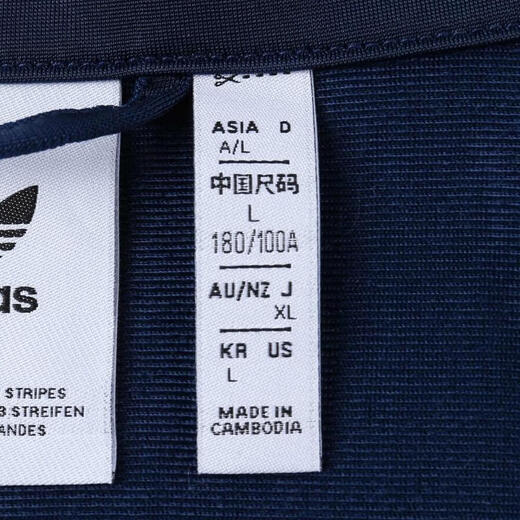 as
STRIPES
3 STREIFEN
ANDES
ASIA D
A/L
中国尺码
L
180/100A
AU/NZ J
XL
KR US
L
MADE IN
CAMBODIA